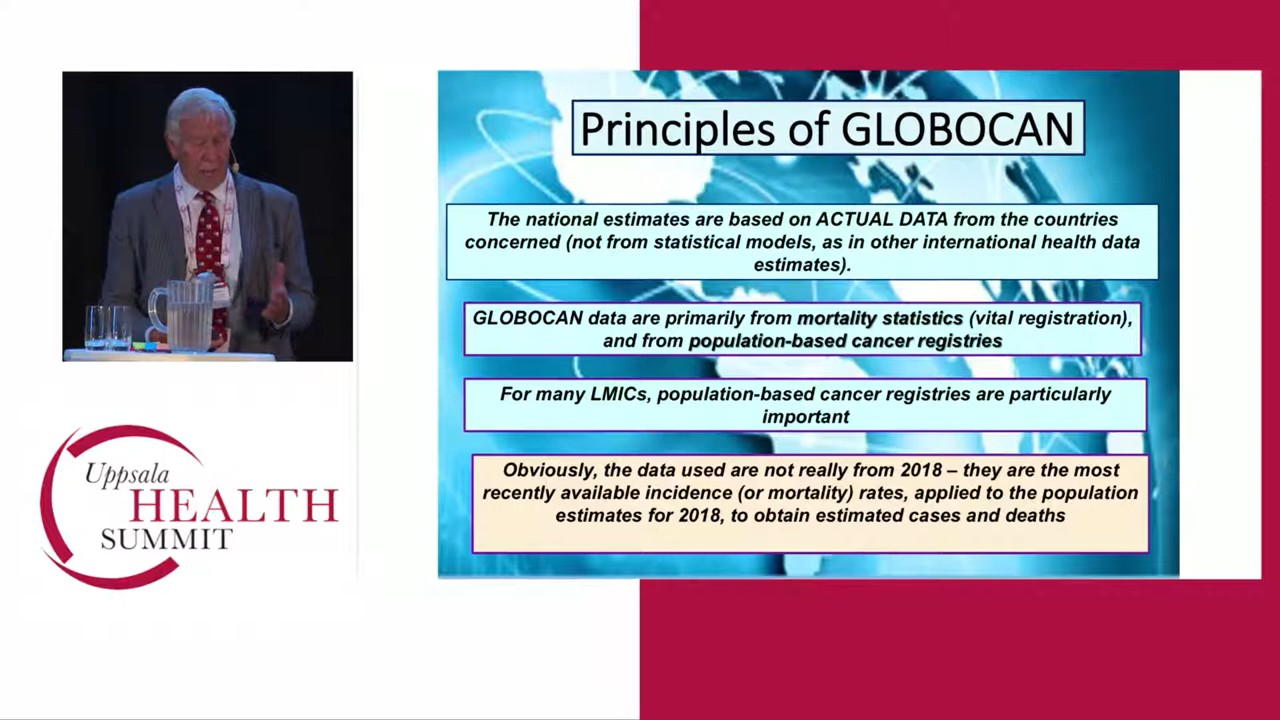 Principles of GLOBOCAN
The national estimates are based on ACTUAL DATA from the countries
concerned (not from statistical models, as in other international health data
estimates).
GLOBOCAN data are primarily from mortality statistics (vital registration),
and from population-based cancer registries
For many LMICs, population-based cancer registries are particularly
important
Obviously, the data used are not really from 2018 – they are the most
recently available incidence (or mortality) rates, applied to the population
estimates for 2018, to obtain estimated cases and deaths
Uppsala
HEALTH
SUMMIT